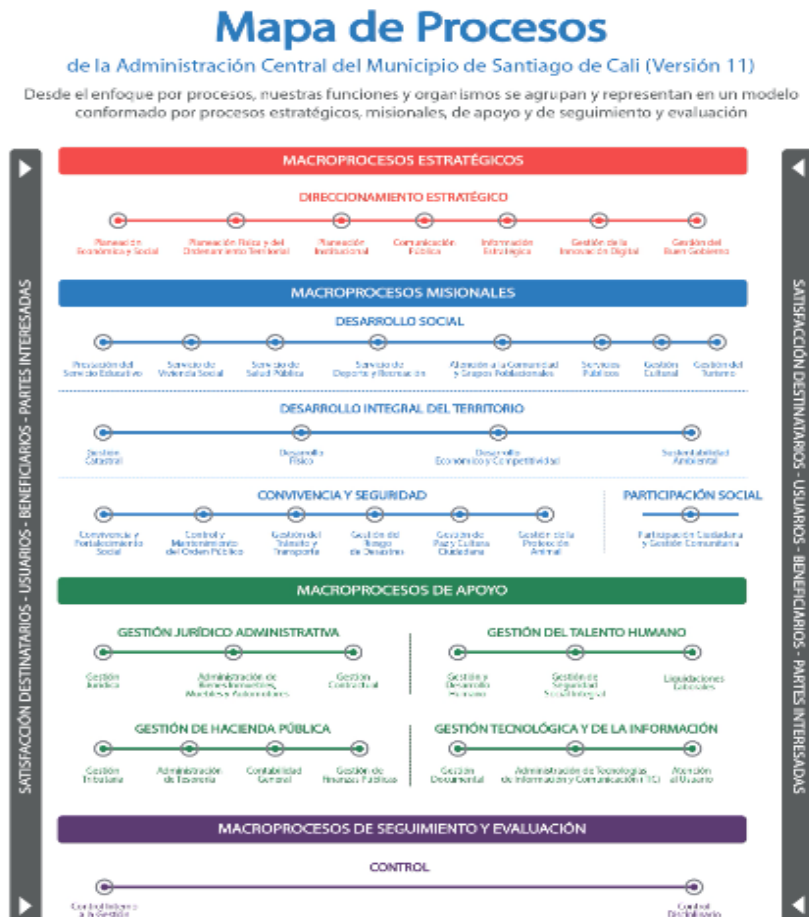 Mapa de Procesos
de la Administración Central del Municipio de Santiago de Cali (Versión 11)
Desde el enfoque por procesos, nuestras funciones y organismos se agrupan y representan en un modelo
conformado por procesos estratégicos, misionales, de apoyo y de seguimiento y evaluación
SATISFACCIÓN DESTINATARIOS - USUARIOS - BENEFICIARIOS - PARTES INTERESADAS
MACROPROCESOS ESTRATÉGICOS
DIRECCIONAMIENTO ESTRATÉGICO
Planeación
Económica y Social
Planeación Física y del
Ordenamiento Territorial
Planeación
Institucional
Comunicación
Pública
Información
Estratégica
Gestión de la
Innovación Digital
Gestión del
Buen Gobierno
MACROPROCESOS MISIONALES
DESARROLLO SOCIAL
Prestación del
Servicio Educativo
Servicio de
Vivienda Social
Servicio de
Salud Pública
Servicio de
Deporte y Recreación
Atención a la Comunidad
y Grupos Poblacionales
Servicios
Públicos
Gestión
Cultural
Gestión del
Turismo
DESARROLLO INTEGRAL DEL TERRITORIO
Gestión
Catastral
Desarrollo
Físico
Desarrollo
Económico y Competitividad
Sustentabilidad
Ambiental
CONVIVENCIA Y SEGURIDAD
Convivencia y
Fortalecimiento
Social
Control y
Mantenimiento
del Orden Público
Gestión del
Tránsito y
Transporte
Gestión del
Riesgo
de Desastres
Gestión de
Paz y Cultura
Ciudadana
Gestión de la
Protección
Animal
PARTICIPACIÓN SOCIAL
Participación Ciudadana
y Gestión Comunitaria
MACROPROCESOS DE APOYO
GESTIÓN JURÍDICO ADMINISTRATIVA
Gestión
Jurídica
Administración de
Bienes Inmuebles,
Muebles y Automotores
Gestión
Contractual
GESTIÓN DEL TALENTO HUMANO
Gestión y
Desarrollo
Humano
Gestión de
Seguridad
Social Integral
Liquidaciones
Laborales
GESTIÓN DE HACIENDA PÚBLICA
Gestión
Tributaria
Administración
de Tesorería
Contabilidad
General
Gestión de
Finanzas Públicas
GESTIÓN TECNOLÓGICA Y DE LA INFORMACIÓN
Gestión
Documental
Administración de Tecnologías
de Información y Comunicación (TIC)
Atención
al Usuario
MACROPROCESOS DE SEGUIMIENTO Y EVALUACIÓN
CONTROL
Control Interno
a la Gestión
Control
Disciplinario
SATISFACCIÓN DESTINATARIOS - USUARIOS - BENEFICIARIOS - PARTES INTERESADAS